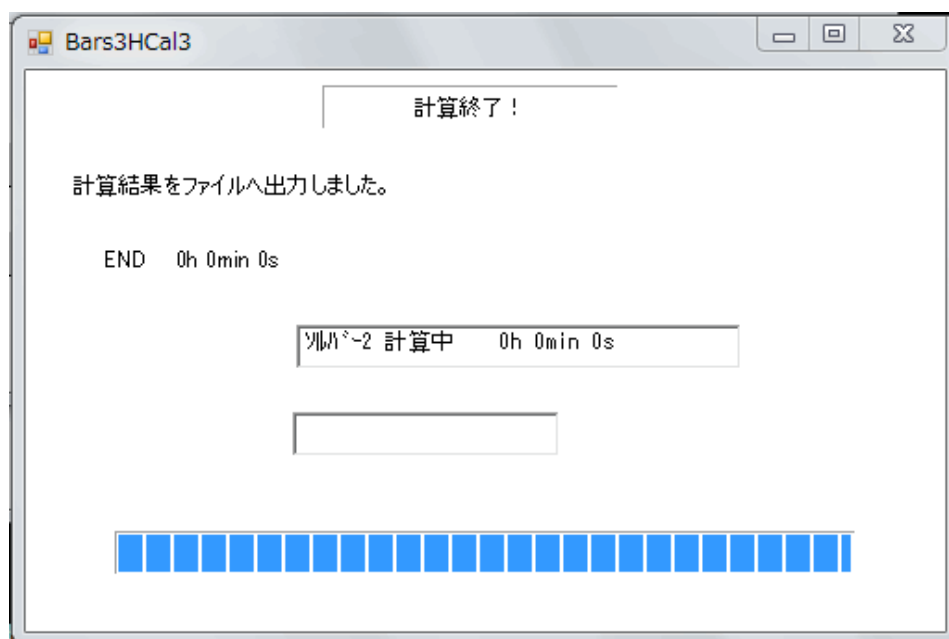 Bars3HCal3
計算終了！
計算結果をファイルへ出力しました。
END 0h 0min 0s
ｿﾙﾊﾞｰ2 計算中 0h 0min 0s